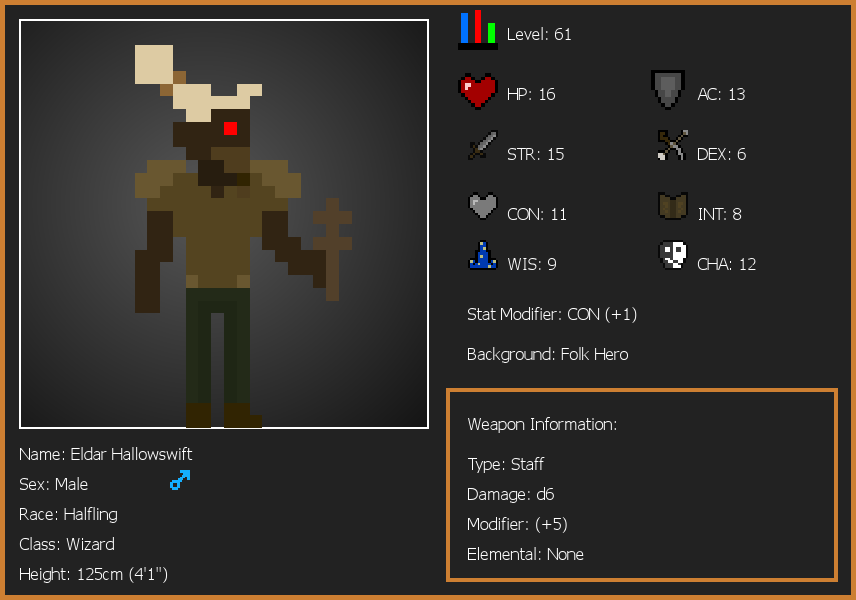 Level: 61
HP: 16
AC: 13
STR: 15
DEX: 6
CON: 11
INT: 8
WIS: 9
CHA: 12
Stat Modifier: CON (+1)
Background: Folk Hero
Weapon Information:
Type: Staff
Damage: d6
Modifier: (+5)
Elemental: None
Name: Eldar Hallowswift
Sex: Male
Race: Halfling
Class: Wizard
Height: 125cm (4'1")